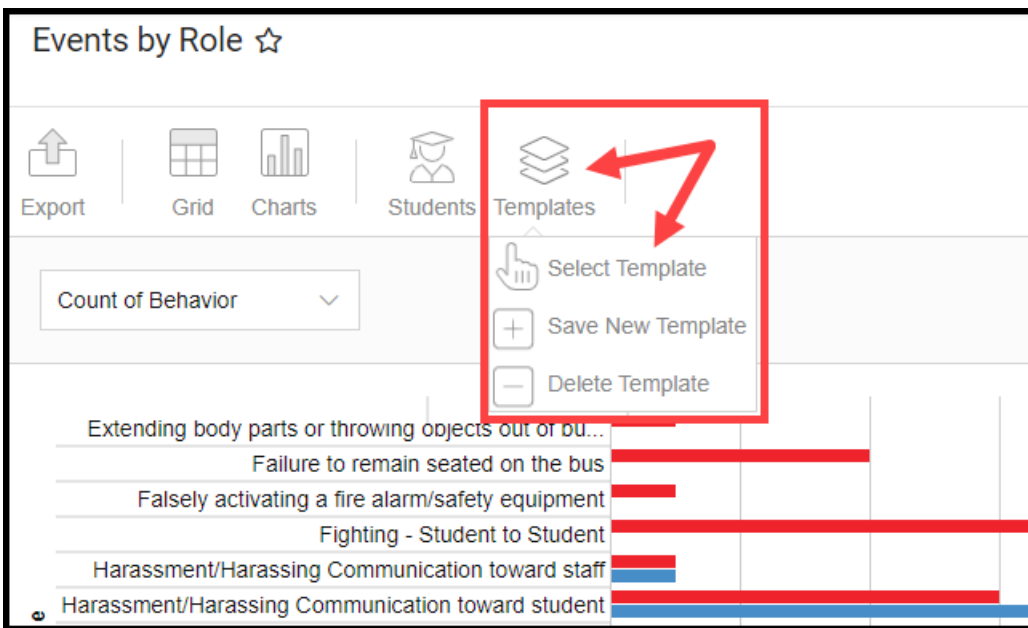 Events by Role
Export Grid Charts Students Templates
Select Template
Count of Behavior
Save New Template
Delete Template
Extending body parts or throwing objects out of bu...
Failure to remain seated on the bus
Falsely activating a fire alarm/safety equipment
Fighting - Student to Student
Harassment/Harassing Communication toward staff
Harassment/Harassing Communication toward student
e